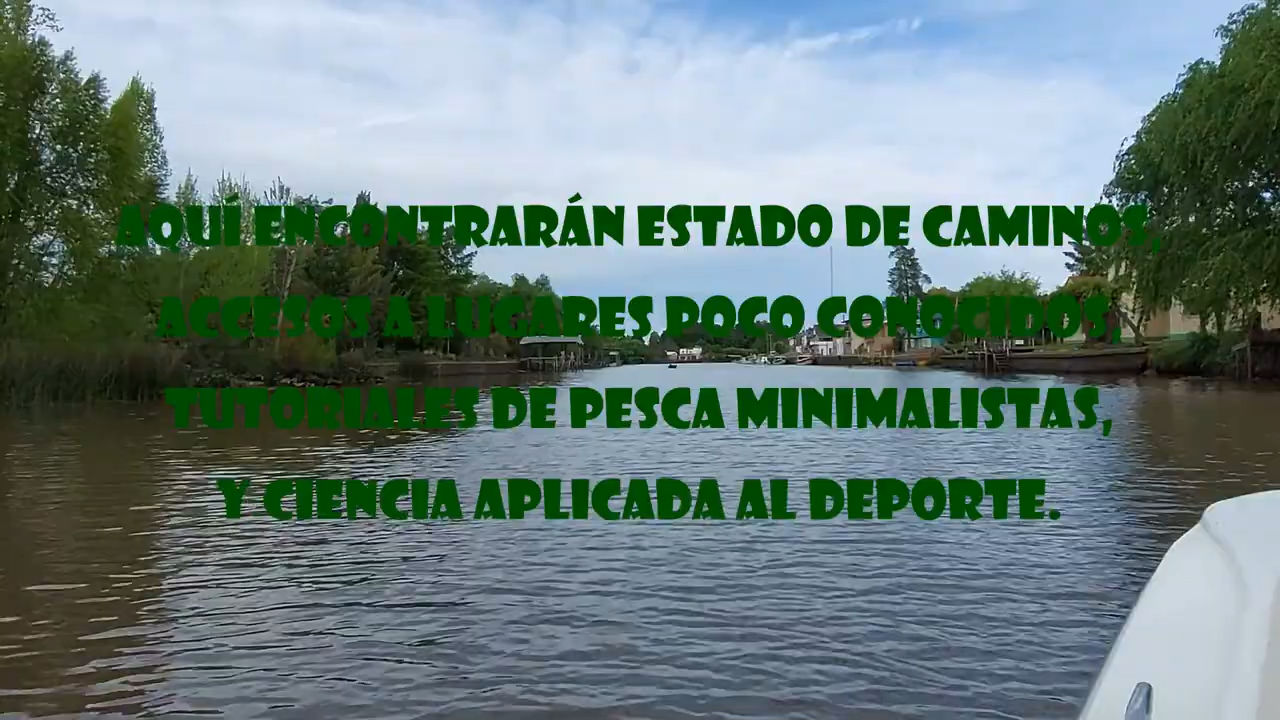 AQUÍ ENCONTRARÁN ESTADO DE CAMINOS,
ACCESOS A LUGARES POCO CONOCIDOS,
TUTORIALES DE PESCA MINIMALISTAS,
Y CIENCIA APLICADA AL DEPORTE.